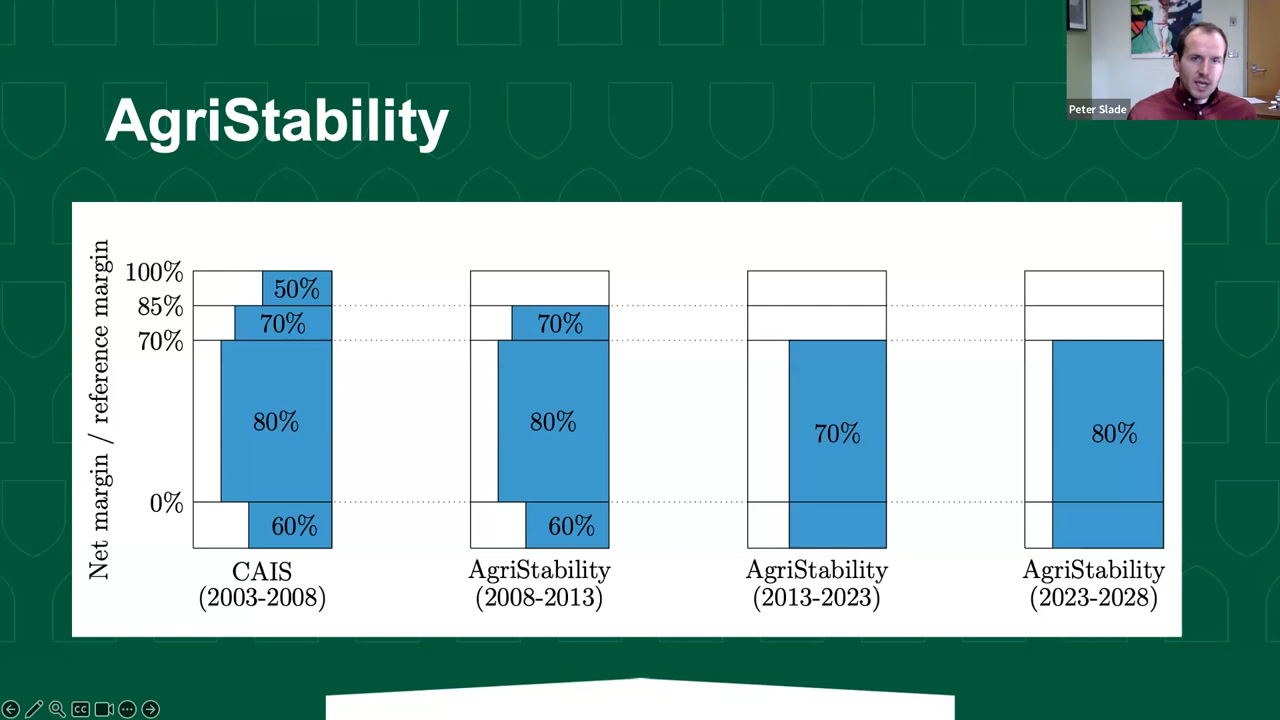 Peter Slade
AgriStability
Net margin / reference margin
100%
85%
70%
0%
50%
70%
80%
60%
70%
80%
60%
70%
80%
CAIS
(2003-2008)
AgriStability
(2008-2013)
AgriStability
(2013-2023)
AgriStability
(2023-2028)
CC